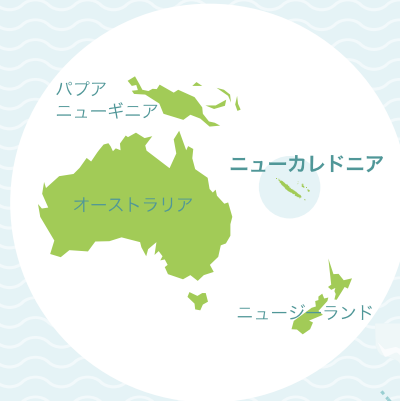 パプア
ニューギニア
ニューカレドニア
オーストラリア
ニュージーランド